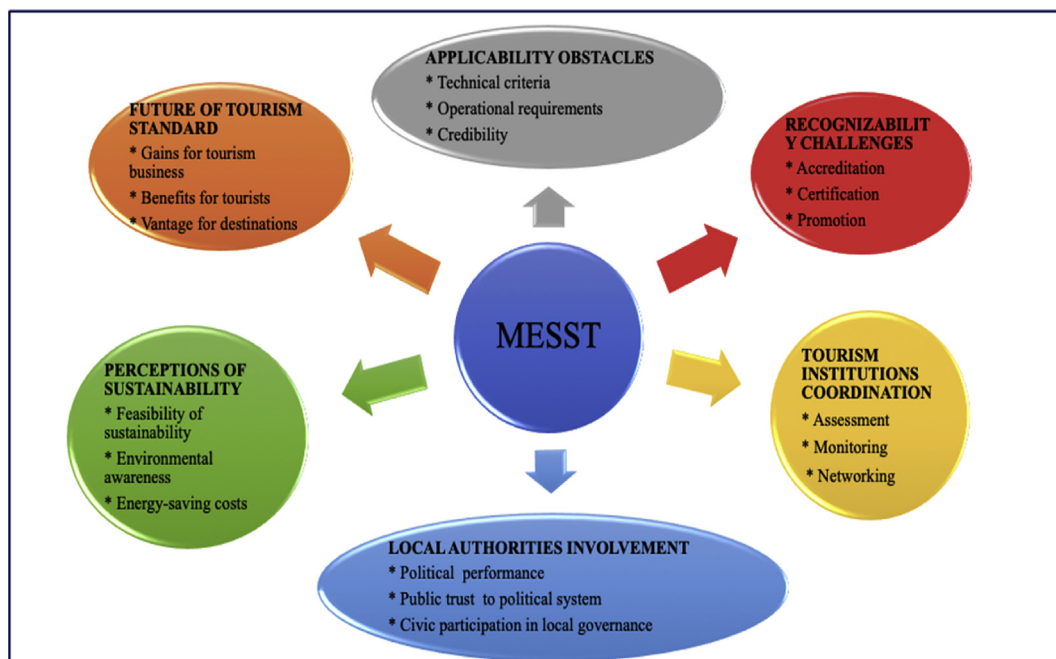 APPLICABILITY OBSTACLES
* Technical criteria
* Operational requirements
* Credibility
FUTURE OF TOURISM
STANDARD
* Gains for tourism
business
* Benefits for tourists
* Vantage for destinations
RECOGNIZABILIT
Y CHALLENGES
* Accreditation
* Certification
* Promotion
MESST
PERCEPTIONS OF
SUSTAINABILITY
* Feasibility of
sustainability
* Environmental
awareness
* Energy-saving costs
TOURISM
INSTITUTIONS
COORDINATION
* Assessment
* Monitoring
* Networking
LOCAL AUTHORITIES INVOLVEMENT
* Political performance
* Public trust to political system
* Civic participation in local governance